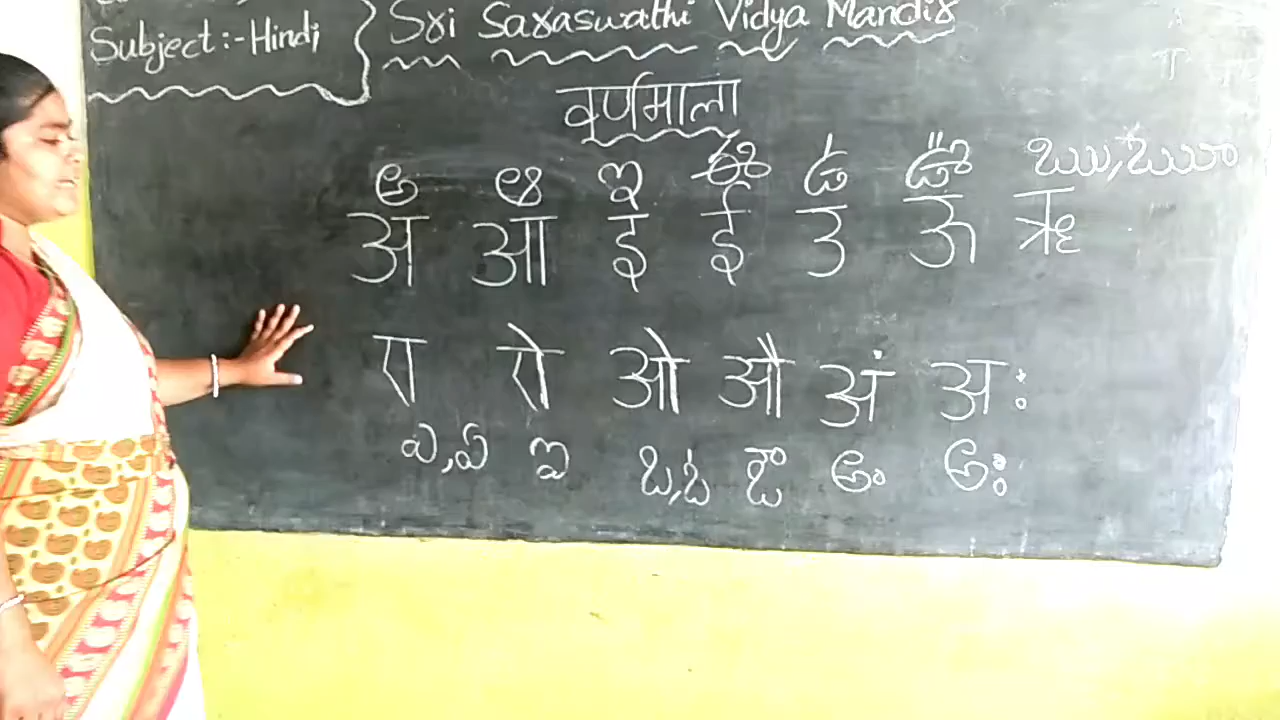 Subject:-Hindi
Sri Saraswathi Vidya Mandir
वर्णमाला
అ ఆ ఇ ఈ ఉ ఊ ఋ,ౠ
अ आ इ ई उ ऊ ऋ
ए ऐ ओ औ अं अः
ఎ,ఏ ఐ ఒ,ఓ ఔ అం అః